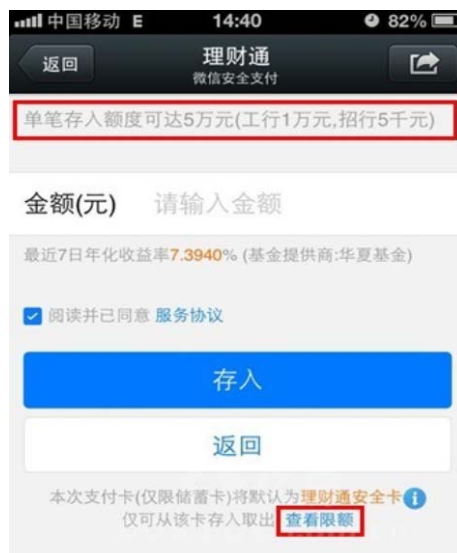 中国移动 E 14:40 82%
返回 理财通
微信安全支付
单笔存入额度可达5万元(工行1万元,招行5千元)
金额(元) 请输入金额
最近7日年化收益率7.3940% (基金提供商:华夏基金)
阅读并已同意 服务协议
存入
返回
本次支付卡(仅限储蓄卡)将默认为理财通安全卡
仅可从该卡存入取出 查看限额